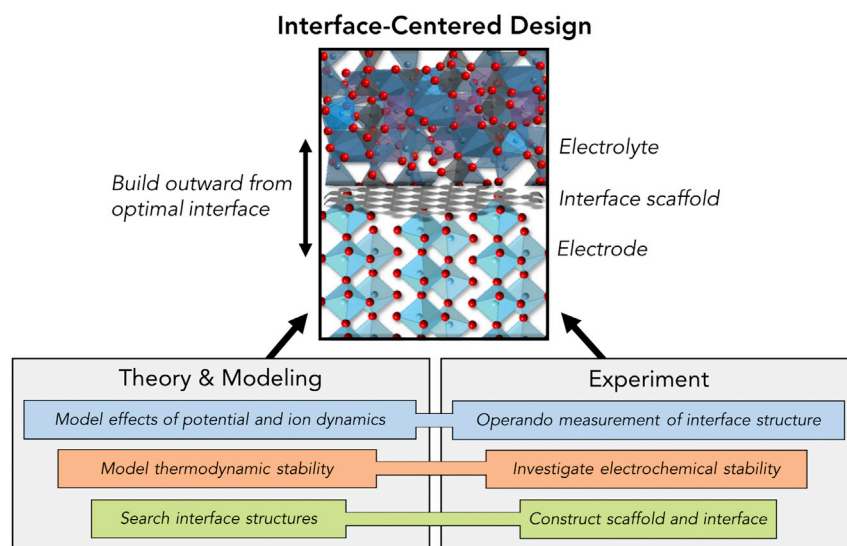 Interface-Centered Design
Electrolyte
Build outward from
optimal interface
Interface scaffold
Electrode
Theory & Modeling
Model effects of potential and ion dynamics
Model thermodynamic stability
Search interface structures
Experiment
Operando measurement of interface structure
Investigate electrochemical stability
Construct scaffold and interface